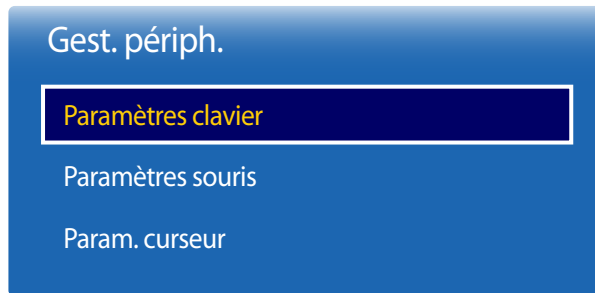 Gest. périph.
Paramètres clavier
Paramètres souris
Param. curseur